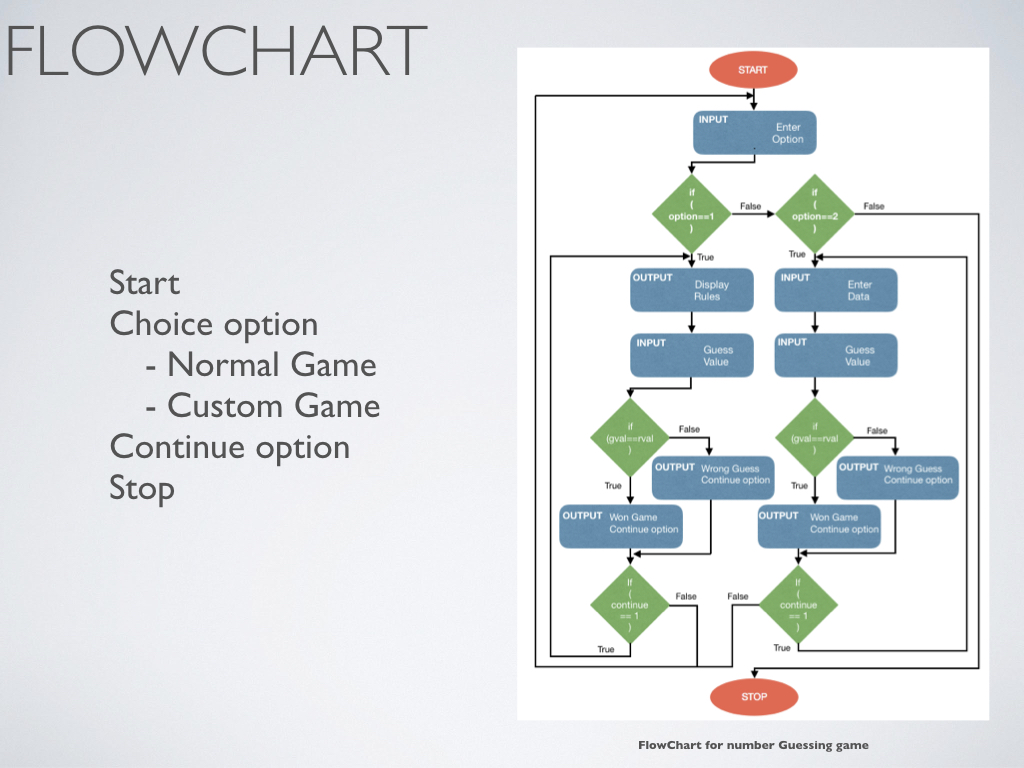 FLOWCHART
Start
Choice option
- Normal Game
- Custom Game
Continue option
Stop
START
INPUT
Enter
Option
if
(
option==1
)
False
if
(
option==2
)
False
True
True
OUTPUT
Display
Rules
INPUT
Enter
Data
INPUT
Guess
Value
INPUT
Guess
Value
if
(gval==rval
)
False
if
(gval==rval
)
False
OUTPUT
Wrong Guess
Continue option
OUTPUT
Wrong Guess
Continue option
True
True
OUTPUT
Won Game
Continue option
OUTPUT
Won Game
Continue option
If
(
continue
== 1
)
False
False
If
(
continue
== 1
)
True
True
STOP
FlowChart for number Guessing game